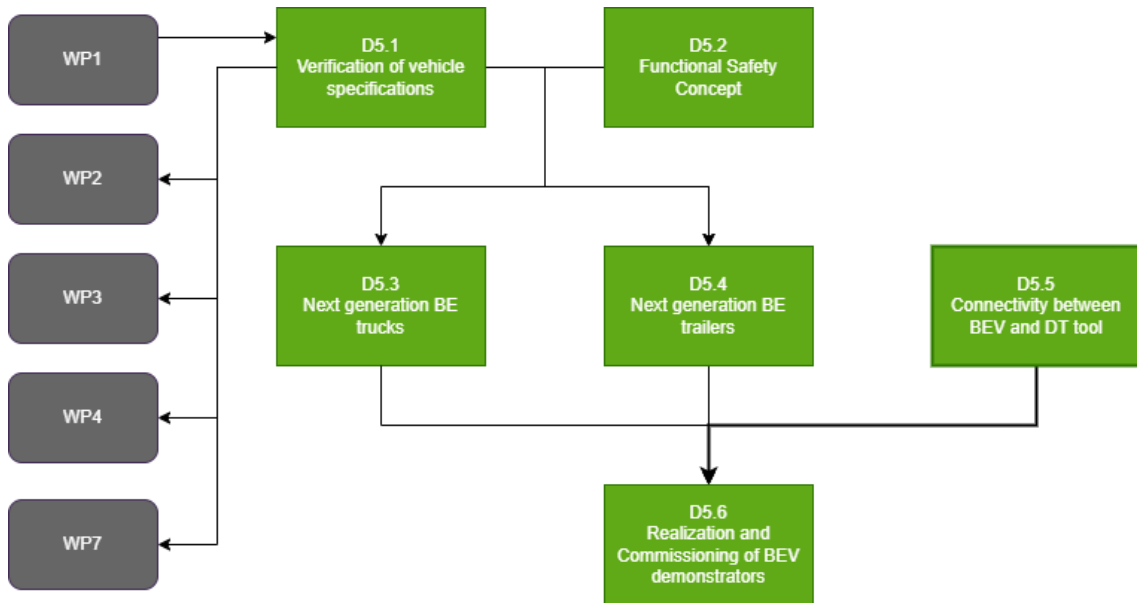 WP1
D5.1
Verification of vehicle
specifications
D5.2
Functional Safety
Concept
WP2
WP3
D5.3
Next generation BE
trucks
D5.4
Next generation BE
trailers
D5.5
Connectivity between
BEV and DT tool
WP4
WP7
D5.6
Realization and
Commissioning of BEV
demonstrators